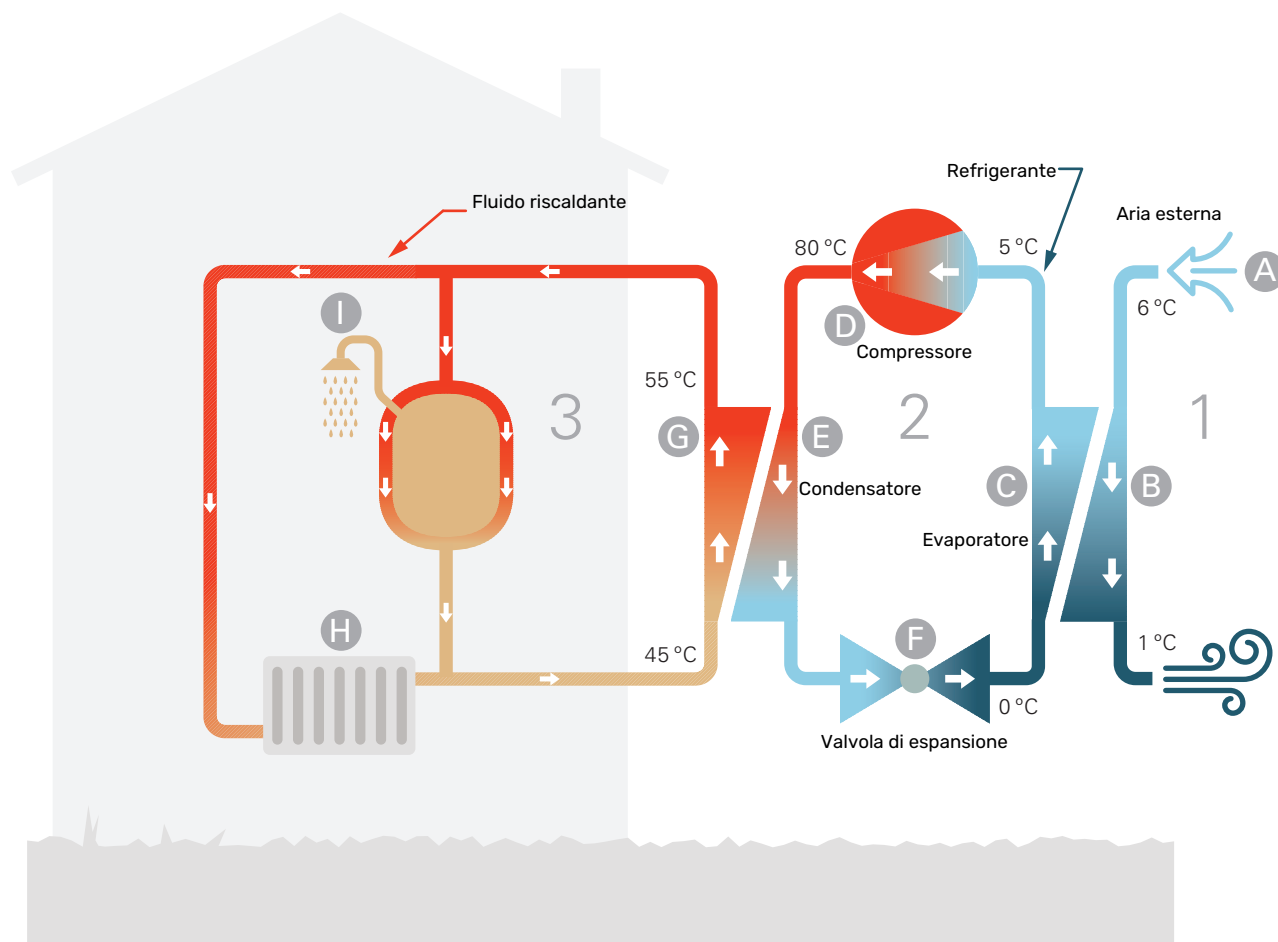 Refrigerante
Fluido riscaldante
Aria esterna
80 °C
5 °C
A
6 °C
I
D
Compressore
55 °C
3
2
1
G
E
C
B
Condensatore
Evaporatore
H
F
45 °C
1 °C
0 °C
Valvola di espansione